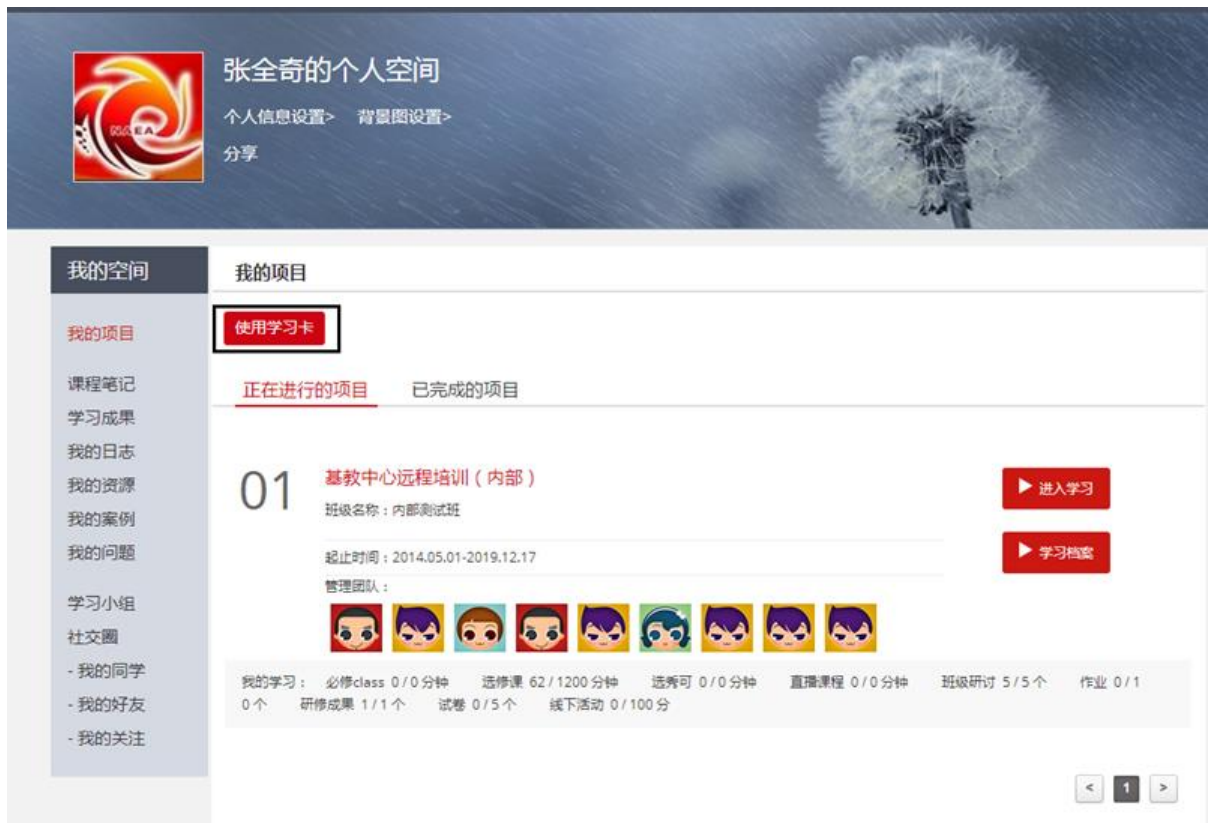 张全奇的个人空间
个人信息设置> 背景图设置>
分享
NAEA
我的空间
我的项目
课程笔记
学习成果
我的日志
我的资源
我的案例
我的问题
学习小组
社交圈
- 我的同学
- 我的好友
- 我的关注
我的项目
使用学习卡
正在进行的项目 已完成的项目
01 基教中心远程培训（内部）
班级名称：内部测试班
起止时间：2014.05.01-2019.12.17
管理团队：
进入学习
学习档案
我的学习： 必修class 0/0分钟 选修课 62/1200分钟 选秀可 0/0分钟 直播课程 0/0分钟 班级研讨 5/5个 作业 0/1
0个 研修成果 1/1个 试卷 0/5个 线下活动 0/100分
< 1 >